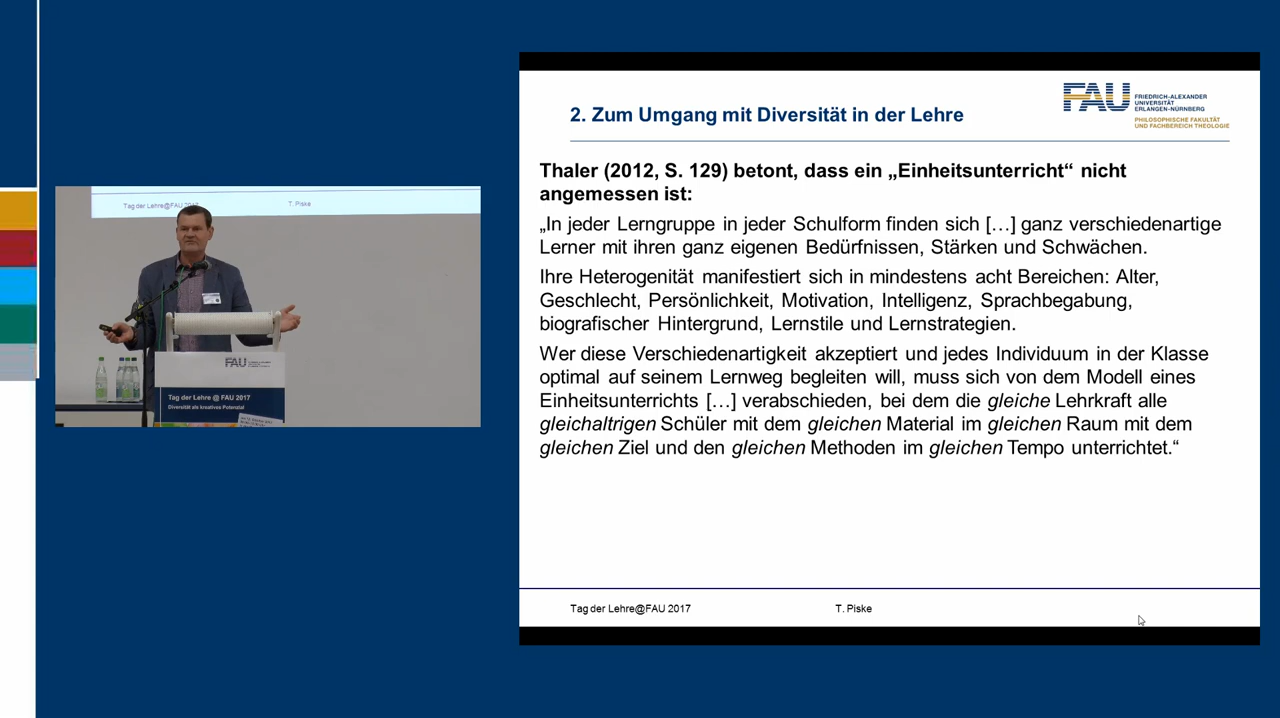 2. Zum Umgang mit Diversität in der Lehre
FAU
FRIEDRICH-ALEXANDER
UNIVERSITÄT
ERLANGEN-NÜRNBERG
PHILOSOPHISCHE FAKULTÄT
UND FACHBEREICH THEOLOGIE
Thaler (2012, S. 129) betont, dass ein „Einheitsunterricht“ nicht
angemessen ist:
„In jeder Lerngruppe in jeder Schulform finden sich […] ganz verschiedenartige
Lerner mit ihren ganz eigenen Bedürfnissen, Stärken und Schwächen.
Ihre Heterogenität manifestiert sich in mindestens acht Bereichen: Alter,
Geschlecht, Persönlichkeit, Motivation, Intelligenz, Sprachbegabung,
biografischer Hintergrund, Lernstile und Lernstrategien.
Wer diese Verschiedenartigkeit akzeptiert und jedes Individuum in der Klasse
optimal auf seinem Lernweg begleiten will, muss sich von dem Modell eines
Einheitsunterrichts […] verabschieden, bei dem die gleiche Lehrkraft alle
gleichaltrigen Schüler mit dem gleichen Material im gleichen Raum mit dem
gleichen Ziel und den gleichen Methoden im gleichen Tempo unterrichtet.“
Tag der Lehre@FAU 2017
T. Piske
Tag der Lehre@FAU 2017
T. Piske
FAU
Tag der Lehre @ FAU 2017
Diversität als kreatives Potenzial